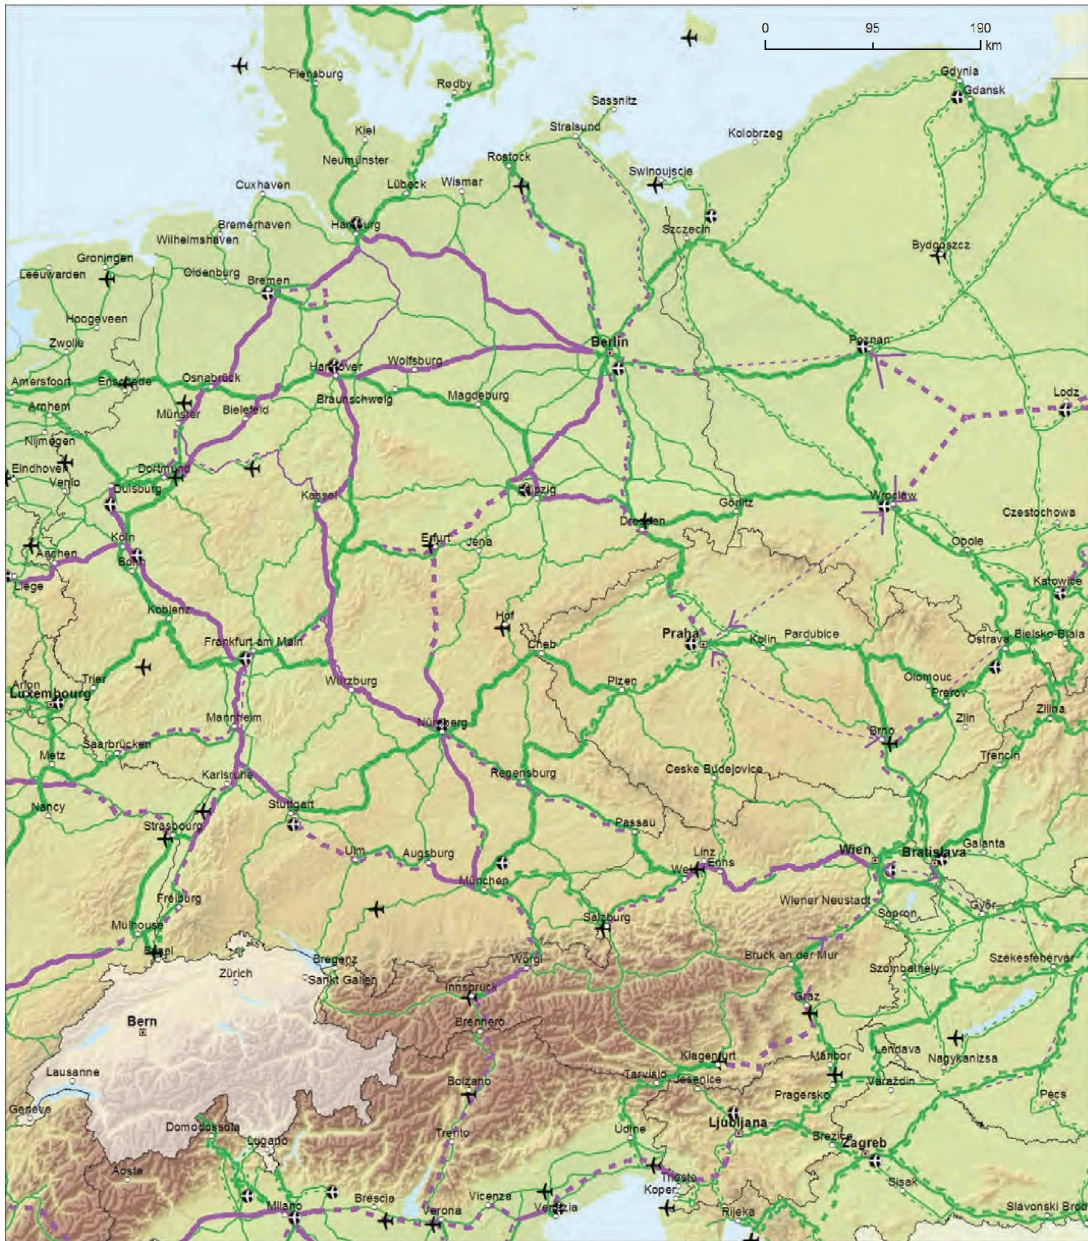 0 95 190
km
Gdynia
Gdansk
Flensburg
Rødby
Sassnitz
Stralsund
Kolobrzeg
Kiel
Neumünster
Rostock
Swinoujscie
Cuxhaven
Lübeck
Wismar
Bremerhaven
Hamburg
Szczecin
Wilhelmshaven
Bydgoszcz
Groningen
Leeuwarden
Oldenburg
Bremen
Hoogeveen
Zwolle
Berlin
Poznan
Hannover
Wolfsburg
Amersfoort
Enschede
Osnabrück
Braunschweig
Magdeburg
Lodz
Arnhem
Münster
Bielefeld
Nijmegen
Eindhoven
Dortmund
Venlo
Duisburg
Leipzig
Kassel
Görlitz
Wroclaw
Czestochowa
Dresden
Köln
Erfurt
Jena
Opole
Aachen
Bonn
Liège
Katowice
Koblenz
Hof
Frankfurt am Main
Praha
Kolin
Pardubice
Ostrava
Bielsko-Biala
Cheb
Trier
Arlon
Luxembourg
Würzburg
Plzen
Olomouc
Prerov
Mannheim
Nürnberg
Brno
Zlin
Zilina
Saarbrücken
Metz
Trencin
Karlsruhe
Regensburg
Ceske Budejovice
Nancy
Stuttgart
Strasbourg
Passau
Galanta
Ulm
Augsburg
Linz
Wien
Bratislava
Enns
Wels
München
Freiburg
Wiener Neustadt
Sopron
Györ
Mulhouse
Salzburg
Basel
Bregenz
Wörgl
Bruck an der Mur
Zürich
Sankt Gallen
Szombathely
Székesfehérvár
Innsbruck
Graz
Bern
Brennero
Lausanne
Klagenfurt
Maribor
Lendava
Nagykanizsa
Bolzano
Tarvisio
Jesenice
Varazdin
Genève
Pragersko
Pécs
Domodossola
Lugano
Trento
Udine
Ljubljana
Brezice
Zagreb
Aosta
Trieste
Koper
Sisak
Milano
Brescia
Vicenza
Verona
Venezia
Rijeka
Slavonski Brod